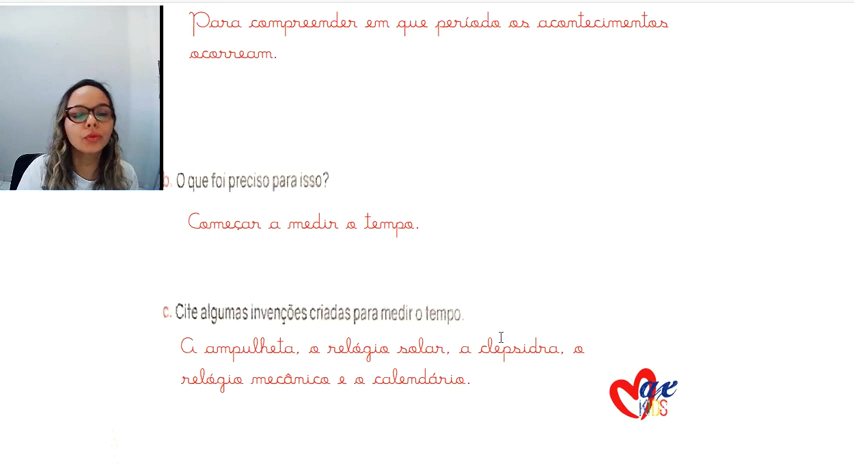 Para compreender em que período os acontecimentos
ocorream.
b. O que foi preciso para isso?
Começar a medir o tempo.
c. Cite algumas invenções criadas para medir o tempo.
A ampulheta, o relógio solar, a clepsidra, o
relógio mecânico e o calendário.
KIDS